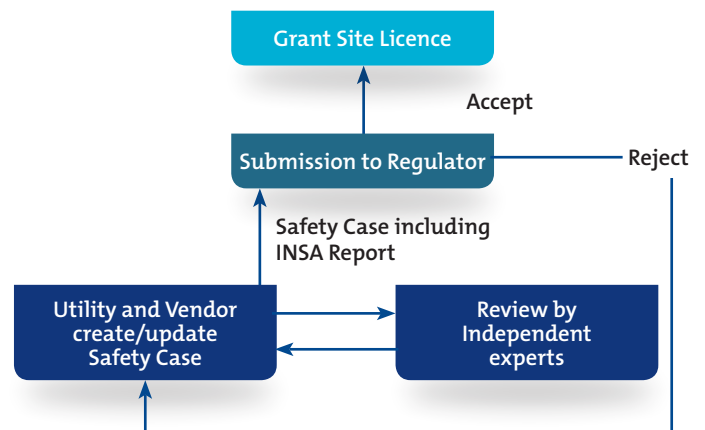 Grant Site Licence
Accept
Submission to Regulator
Reject
Safety Case including
INSA Report
Utility and Vendor
create/update
Safety Case
Review by
Independent
experts